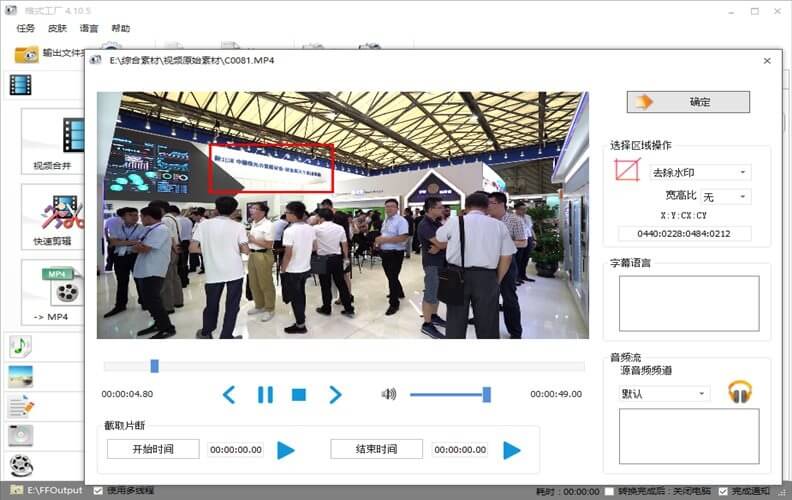 格式工厂 4.10.5
任务 皮肤 语言 帮助
输出文件夹
E:\综合素材\视频原始素材\C0081.MP4
确定
选择区域操作
去除水印
宽高比 无
X:Y:CX:CY
0440:0228:0484:0212
视频合并
快速剪辑
MP4
-> MP4
字幕语言
音频流
源音频频道
默认
00:00:04.80
00:00:49.00
截取片断
开始时间 00:00:00.00 结束时间 00:00:00.00
E:\FFOutput 使用多线程 耗时 : 00:00:00 转换完成后 : 关闭电脑 完成通知